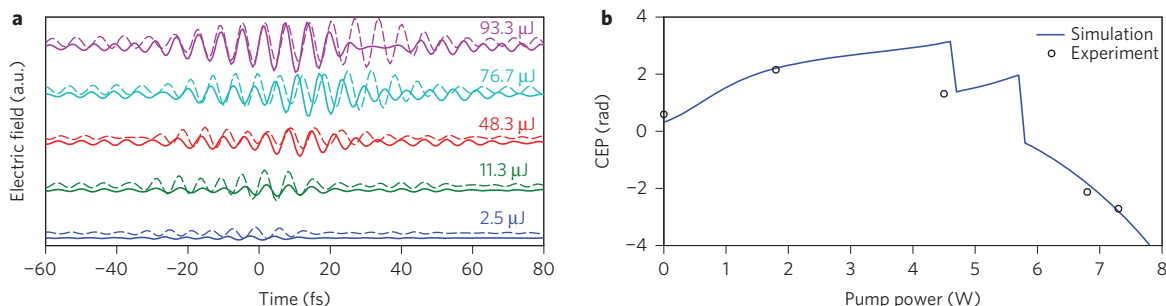 a
Electric field (a.u.)
93.3 µJ
76.7 µJ
48.3 µJ
11.3 µJ
2.5 µJ
−60 −40 −20 0 20 40 60 80
Time (fs)
b
CEP (rad)
4
2
0
−2
−4
Simulation
Experiment
0 1 2 3 4 5 6 7 8
Pump power (W)